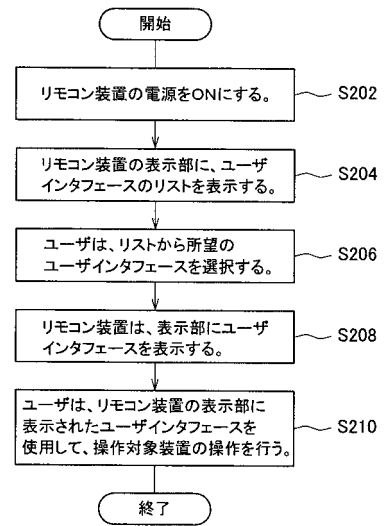 開始
リモコン装置の電源をONにする。
S202
リモコン装置の表示部に、ユーザ
インタフェースのリストを表示する。
S204
ユーザは、リストから所望の
ユーザインタフェースを選択する。
S206
リモコン装置は、表示部にユーザ
インタフェースを表示する。
S208
ユーザは、リモコン装置の表示部に
表示されたユーザインタフェースを
使用して、操作対象装置の操作を行う。
S210
終了